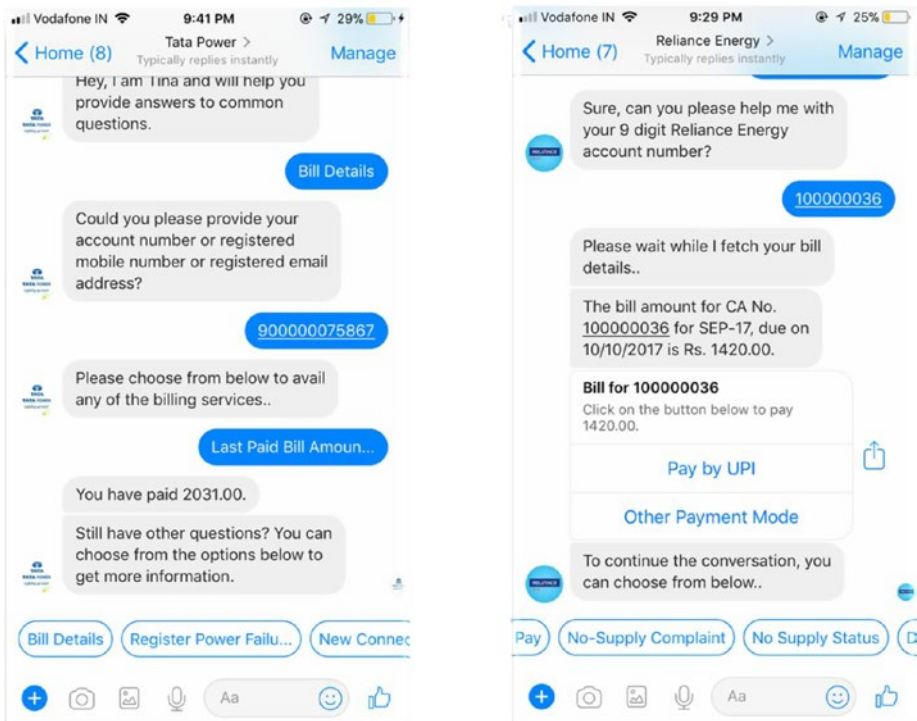 Vodafone IN 9:41 PM 29%
Home (8) Tata Power > Manage
Typically replies instantly
Hey, I am Tina and will help you
provide answers to common
questions.
Bill Details
Could you please provide your
account number or registered
mobile number or registered email
address?
900000075867
Please choose from below to avail
any of the billing services..
Last Paid Bill Amoun...
You have paid 2031.00.
Still have other questions? You can
choose from the options below to
get more information.
Bill Details Register Power Failu... New Connec
Aa
Vodafone IN 9:29 PM 25%
Home (7) Reliance Energy > Manage
Typically replies instantly
Sure, can you please help me with
your 9 digit Reliance Energy
account number?
RELIANCE
100000036
Please wait while I fetch your bill
details..
The bill amount for CA No.
100000036 for SEP-17, due on
10/10/2017 is Rs. 1420.00.
Bill for 100000036
Click on the button below to pay
1420.00.
Pay by UPI
Other Payment Mode
To continue the conversation, you
can choose from below..
RELIANCE
Pay No-Supply Complaint No Supply Status D
Aa